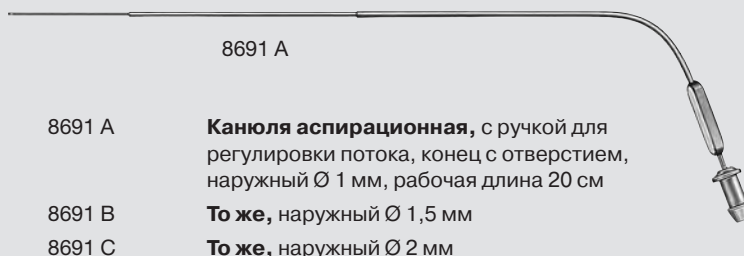 8691 A
8691 A Канюля аспирационная, с ручкой для
регулировки потока, конец с отверстием,
наружный Ø 1 мм, рабочая длина 20 см
8691 B То же, наружный Ø 1,5 мм
8691 C То же, наружный Ø 2 мм